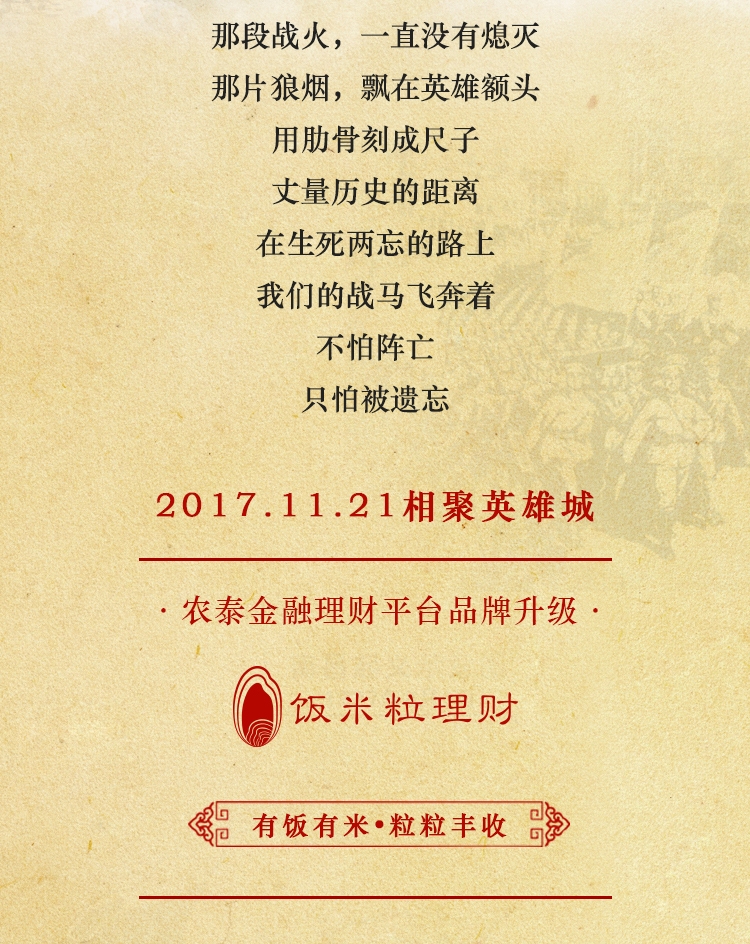 那段战火，一直没有熄灭
那片狼烟，飘在英雄额头
用肋骨刻成尺子
丈量历史的距离
在生死两忘的路上
我们的战马飞奔着
不怕阵亡
只怕被遗忘
2017.11.21相聚英雄城
·农泰金融理财平台品牌升级·
饭米粒理财
有饭有米•粒粒丰收